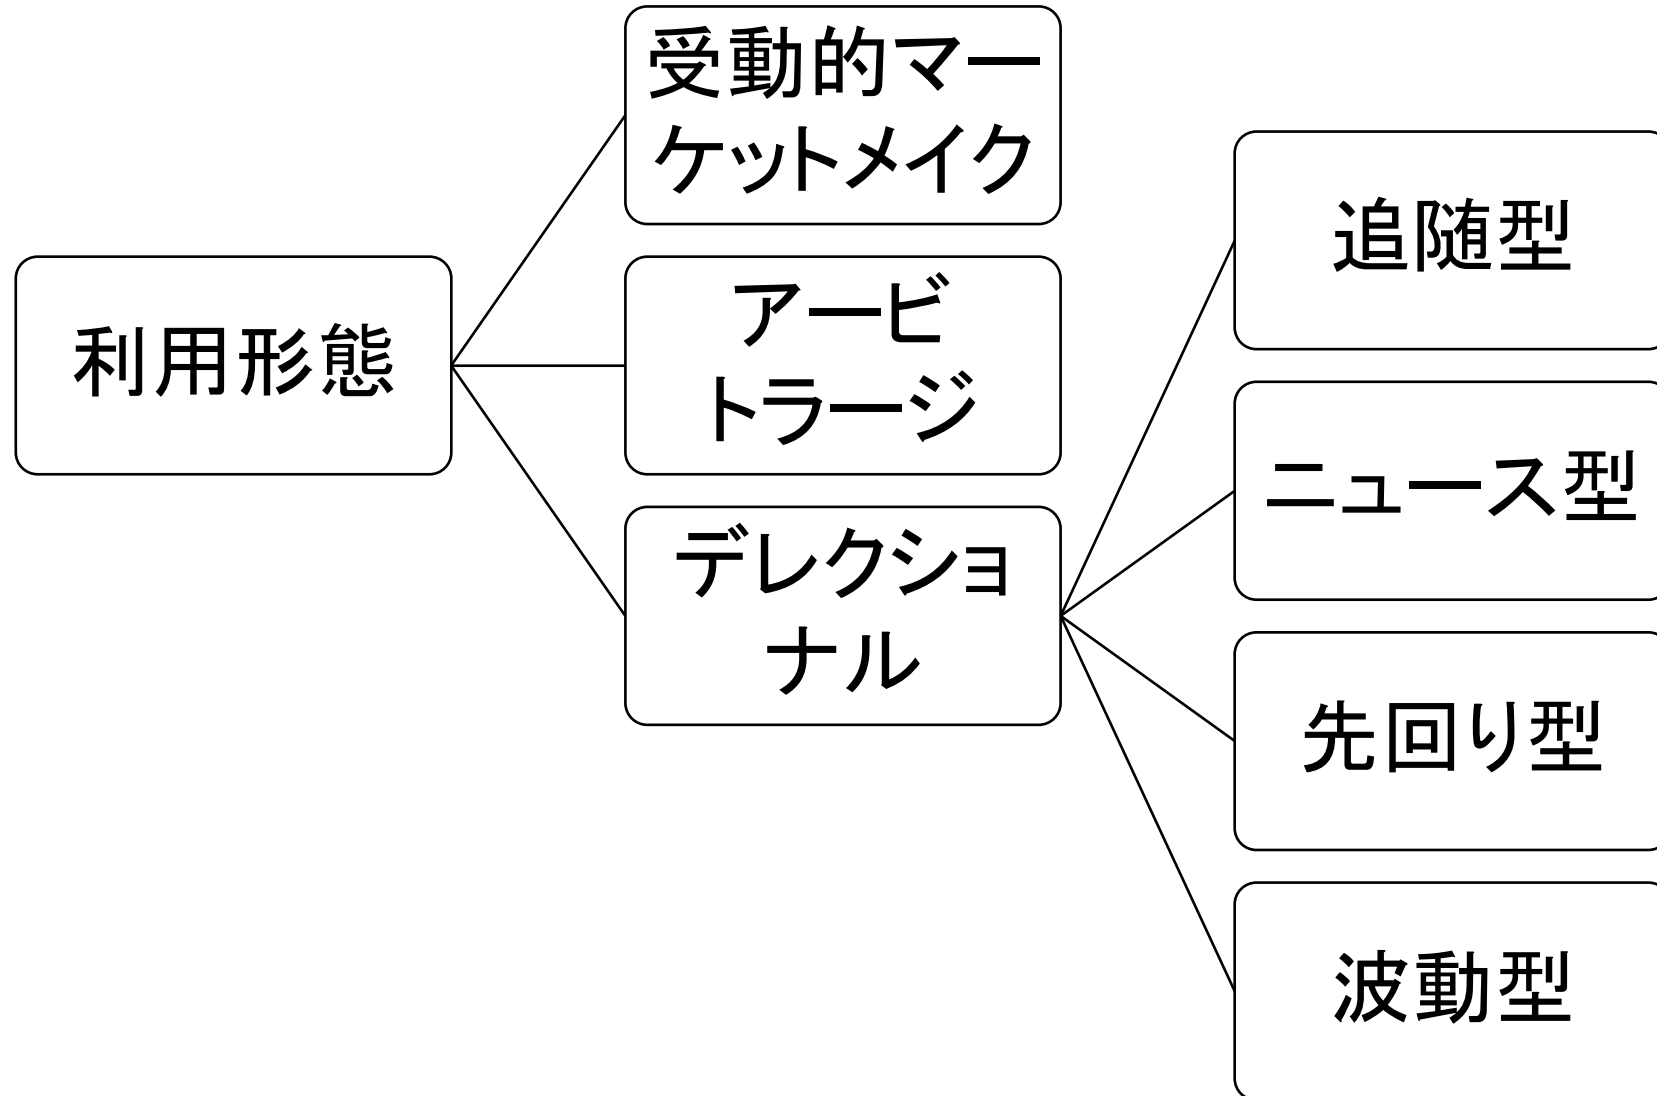 利用形態
受動的マー
ケットメイク
アービ
トラージ
デレクショ
ナル
追随型
ニュース型
先回り型
波動型